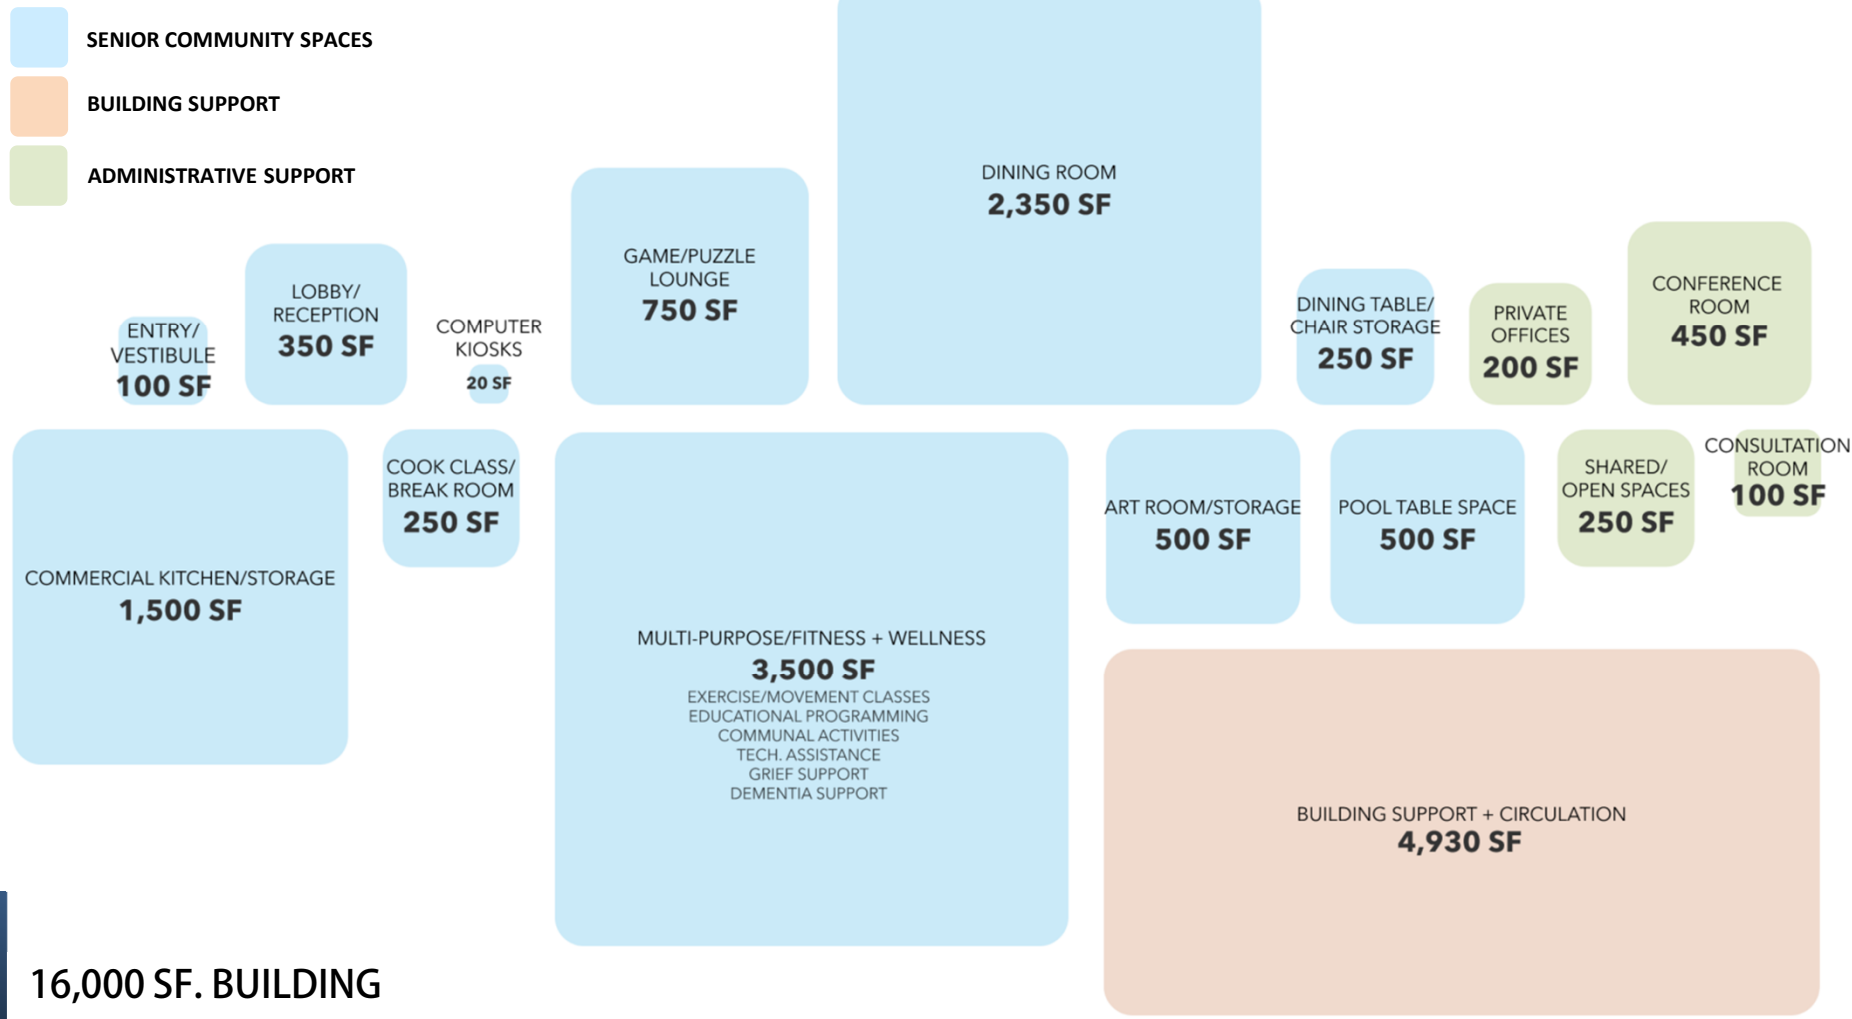 SENIOR COMMUNITY SPACES
BUILDING SUPPORT
ADMINISTRATIVE SUPPORT
ENTRY/
VESTIBULE
100 SF
LOBBY/
RECEPTION
350 SF
COMPUTER
KIOSKS
20 SF
GAME/PUZZLE
LOUNGE
750 SF
DINING ROOM
2,350 SF
DINING TABLE/
CHAIR STORAGE
250 SF
PRIVATE
OFFICES
200 SF
CONFERENCE
ROOM
450 SF
COMMERCIAL KITCHEN/STORAGE
1,500 SF
COOK CLASS/
BREAK ROOM
250 SF
MULTI-PURPOSE/FITNESS + WELLNESS
3,500 SF
EXERCISE/MOVEMENT CLASSES
EDUCATIONAL PROGRAMMING
COMMUNAL ACTIVITIES
TECH. ASSISTANCE
GRIEF SUPPORT
DEMENTIA SUPPORT
ART ROOM/STORAGE
500 SF
POOL TABLE SPACE
500 SF
SHARED/
OPEN SPACES
250 SF
CONSULTATION
ROOM
100 SF
BUILDING SUPPORT + CIRCULATION
4,930 SF
16,000 SF. BUILDING